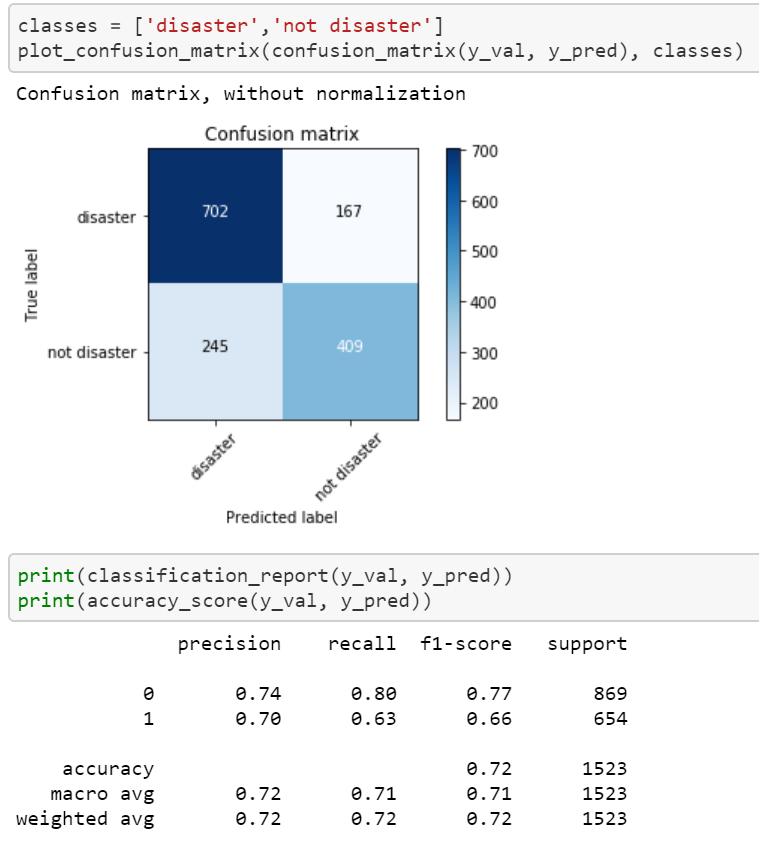 classes = ['disaster','not disaster']
plot_confusion_matrix(confusion_matrix(y_val, y_pred), classes)
Confusion matrix, without normalization
Confusion matrix
700
702 167
disaster
600
500
True label
400
245 409
not disaster
300
200
disaster not disaster
Predicted label
print(classification_report(y_val, y_pred))
print(accuracy_score(y_val, y_pred))
precision recall f1-score support
0 0.74 0.80 0.77 869
1 0.70 0.63 0.66 654
accuracy 0.72 1523
macro avg 0.72 0.71 0.71 1523
weighted avg 0.72 0.72 0.72 1523